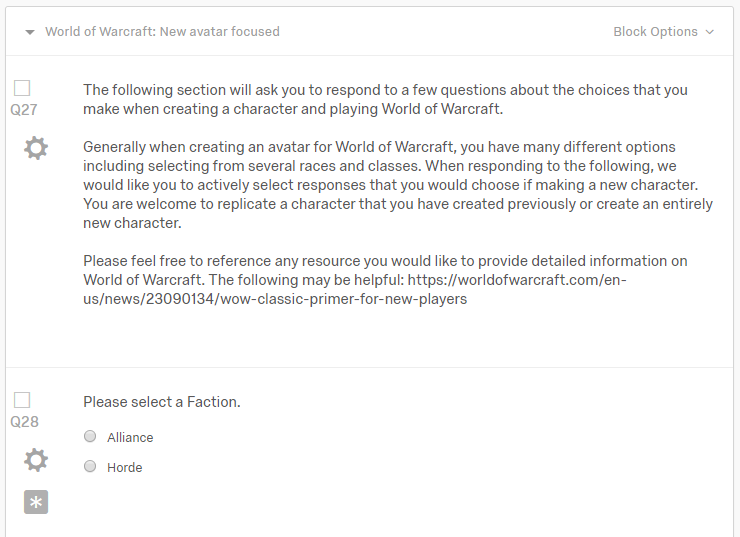 World of Warcraft: New avatar focused Block Options
Q27
The following section will ask you to respond to a few questions about the choices that you
make when creating a character and playing World of Warcraft.
Generally when creating an avatar for World of Warcraft, you have many different options
including selecting from several races and classes. When responding to the following, we
would like you to actively select responses that you would choose if making a new character.
You are welcome to replicate a character that you have created previously or create an entirely
new character.
Please feel free to reference any resource you would like to provide detailed information on
World of Warcraft. The following may be helpful: https://worldofwarcraft.com/en-
us/news/23090134/wow-classic-primer-for-new-players
Q28
Please select a Faction.
Alliance
Horde